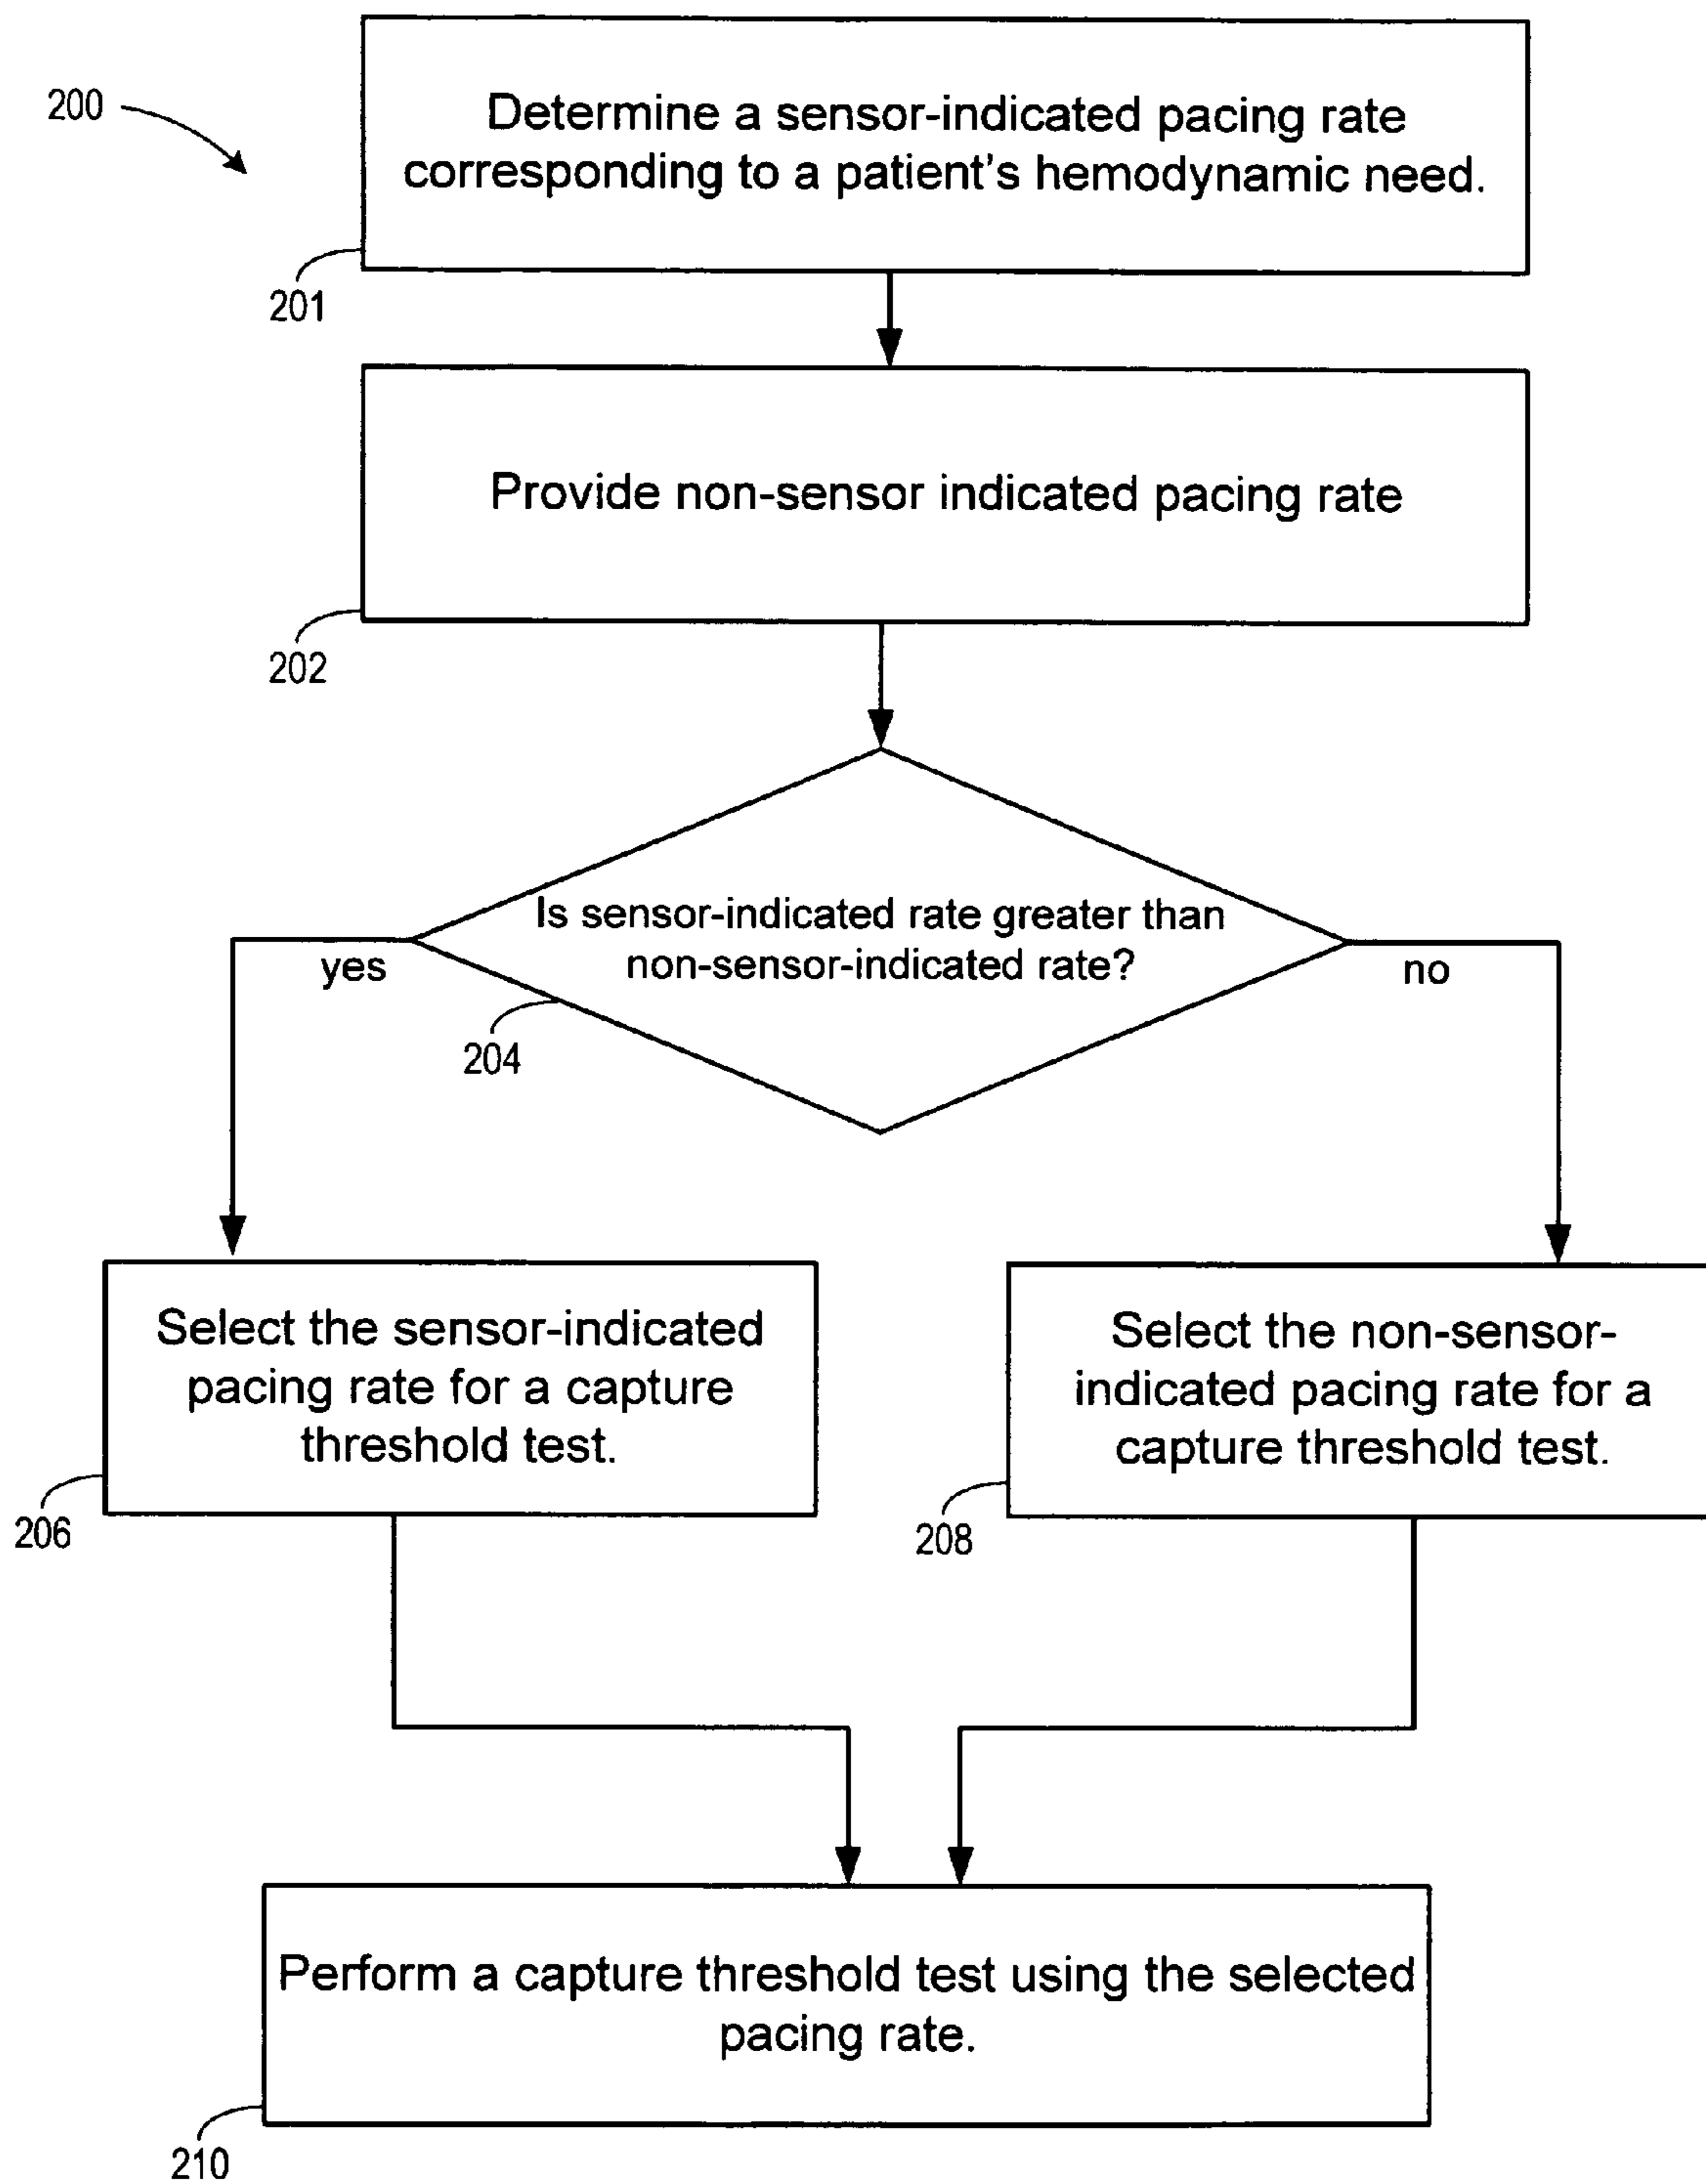 200
Determine a sensor-indicated pacing rate
corresponding to a patient's hemodynamic need.
201
Provide non-sensor indicated pacing rate
202
Is sensor-indicated rate greater than
non-sensor-indicated rate?
yes
no
204
Select the sensor-indicated
pacing rate for a capture
threshold test.
206
Select the non-sensor-
indicated pacing rate for a
capture threshold test.
208
Perform a capture threshold test using the selected
pacing rate.
210